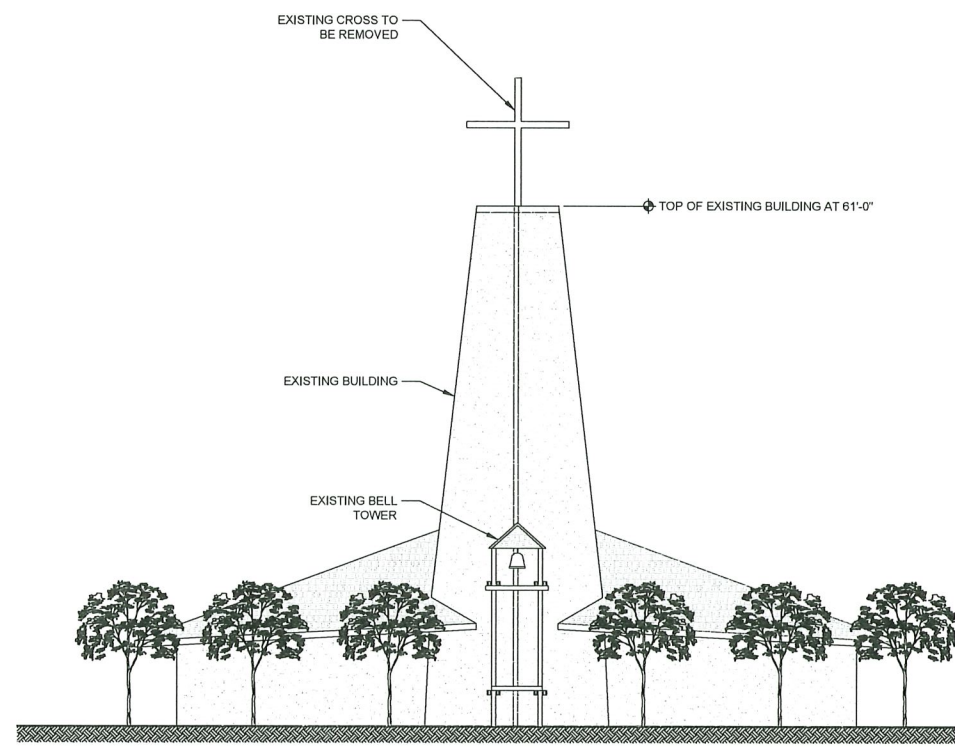 EXISTING CROSS TO
BE REMOVED
TOP OF EXISTING BUILDING AT 61'-0"
EXISTING BUILDING
EXISTING BELL
TOWER